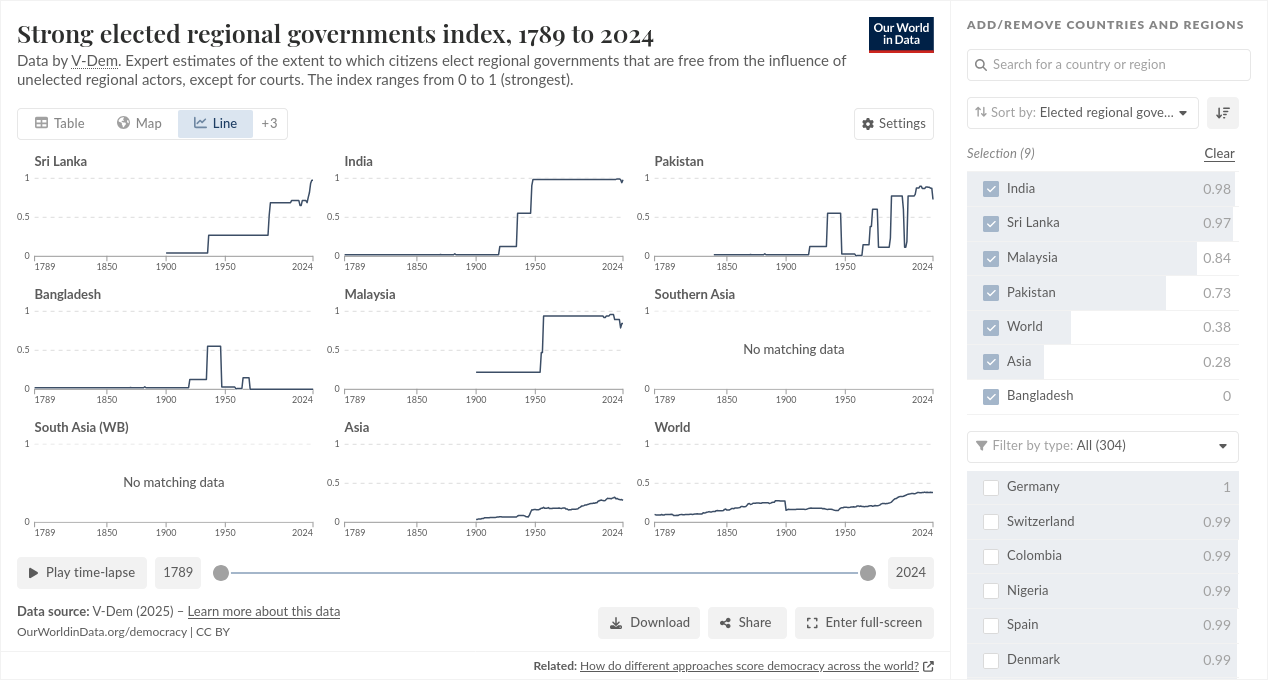 Strong elected regional governments index, 1789 to 2024
Data by V-Dem. Expert estimates of the extent to which citizens elect regional governments that are free from the influence of
unelected regional actors, except for courts. The index ranges from 0 to 1 (strongest).
Our World
in Data
Table Map Line +3
Settings
Sri Lanka
1
0.5
0
1789 1850 1900 1950 2024
India
1
0.5
0
1789 1850 1900 1950 2024
Pakistan
1
0.5
0
1789 1850 1900 1950 2024
Bangladesh
1
0.5
0
1789 1850 1900 1950 2024
Malaysia
1
0.5
0
1789 1850 1900 1950 2024
Southern Asia
1
No matching data
0
1789 1850 1900 1950 2024
South Asia (WB)
1
No matching data
0
1789 1850 1900 1950 2024
Asia
1
0.5
0
1789 1850 1900 1950 2024
World
1
0.5
0
1789 1850 1900 1950 2024
Play time-lapse 1789 2024
Data source: V-Dem (2025) – Learn more about this data
OurWorldinData.org/democracy | CC BY
Download Share Enter full-screen
Related: How do different approaches score democracy across the world?
ADD/REMOVE COUNTRIES AND REGIONS
Search for a country or region
Sort by: Elected regional gove...
Selection (9) Clear
India 0.98
Sri Lanka 0.97
Malaysia 0.84
Pakistan 0.73
World 0.38
Asia 0.28
Bangladesh 0
Filter by type: All (304)
Germany 1
Switzerland 0.99
Colombia 0.99
Nigeria 0.99
Spain 0.99
Denmark 0.99